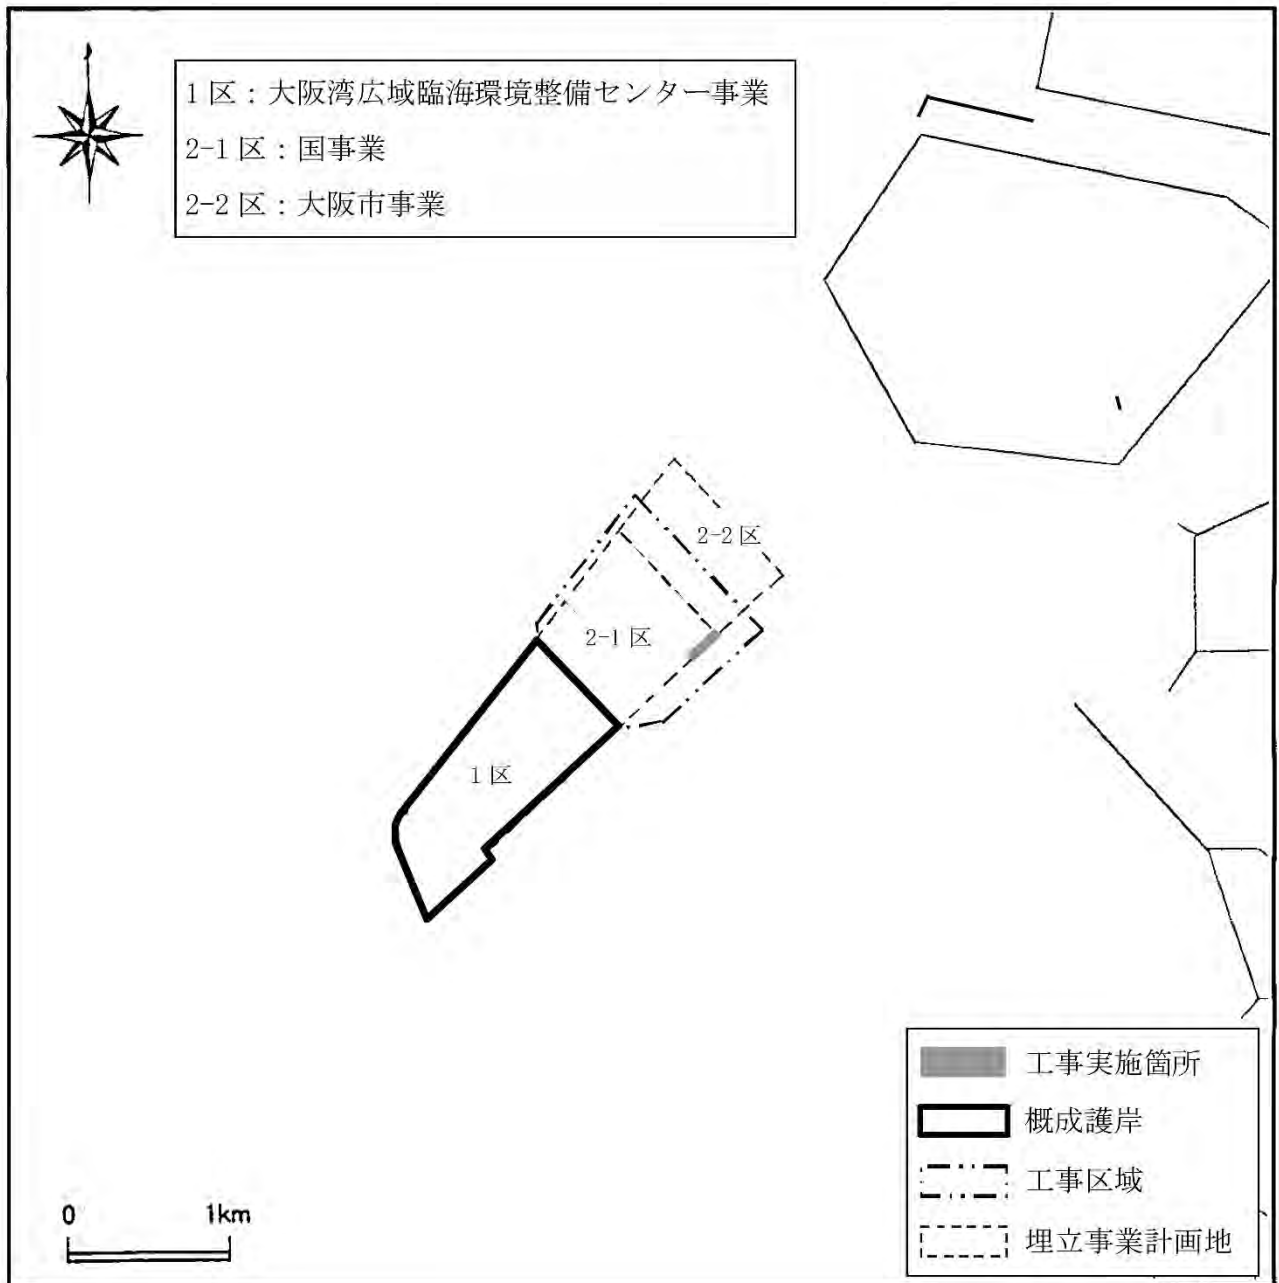 1区：大阪湾広域臨海環境整備センター事業
2-1区：国事業
2-2区：大阪市事業
2-2区
2-1区
1区
工事実施箇所
概成護岸
工事区域
埋立事業計画地
0 1km